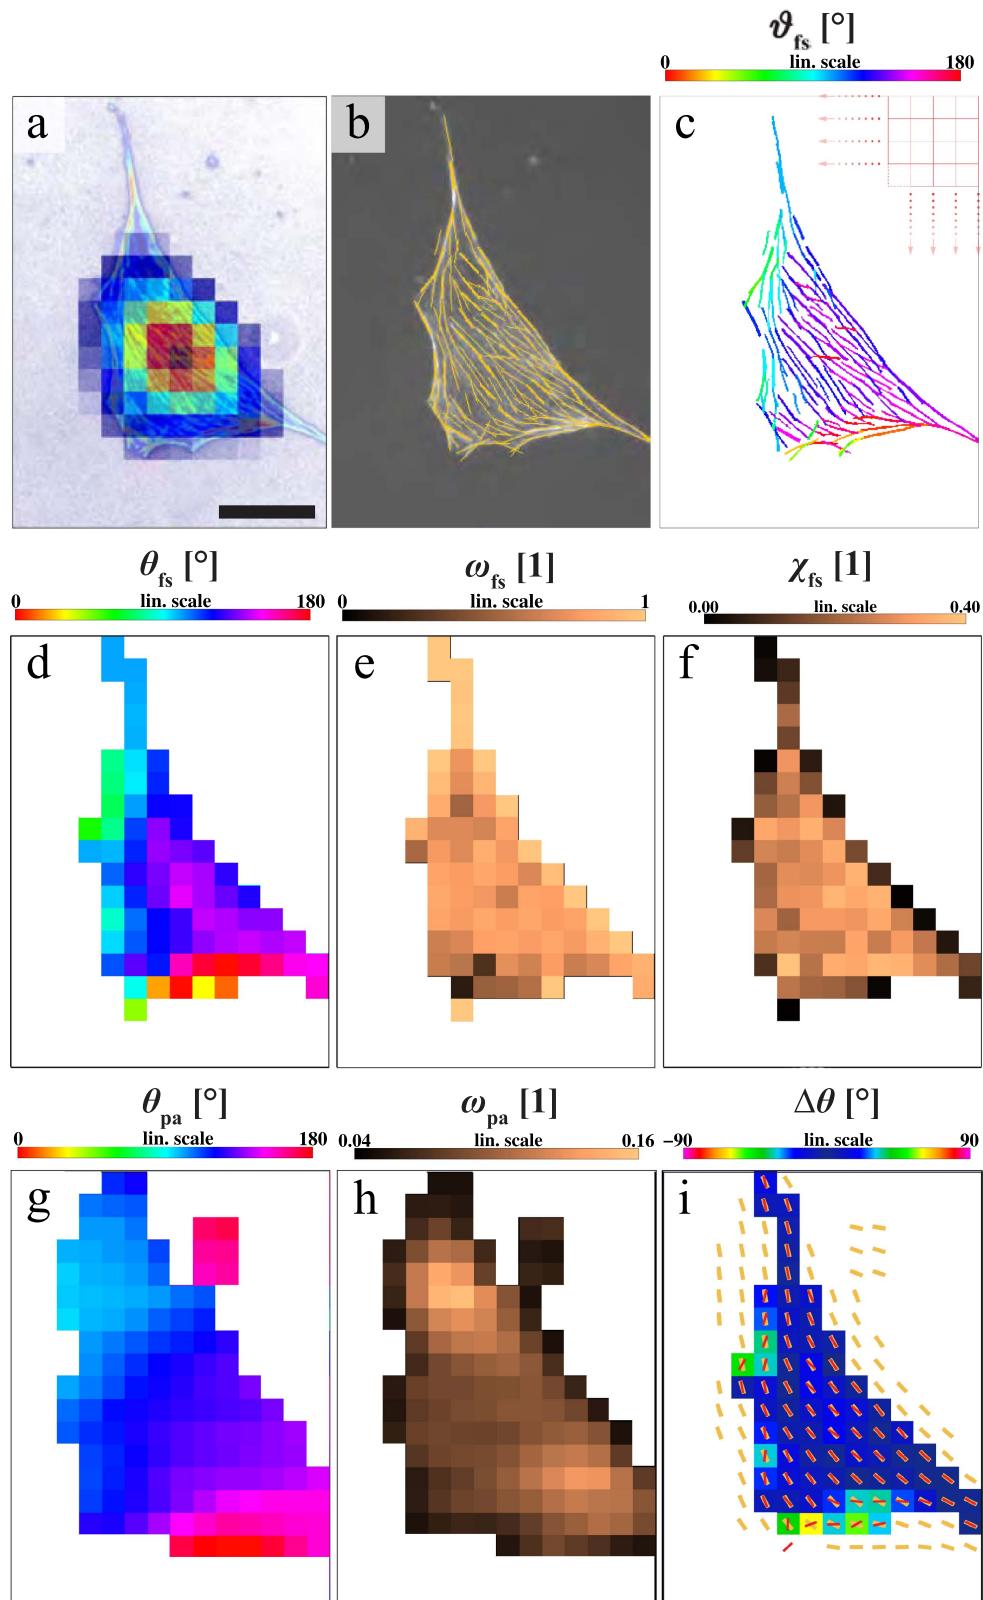 ϑfs [°]
lin. scale
0 180
a
b
c
θfs [°]
ωfs [1]
χfs [1]
0 lin. scale 180
0 lin. scale 1
0.00 lin. scale 0.40
d
e
f
θpa [°]
ωpa [1]
Δθ [°]
0 lin. scale 180
0.04 lin. scale 0.16
−90 lin. scale 90
g
h
i